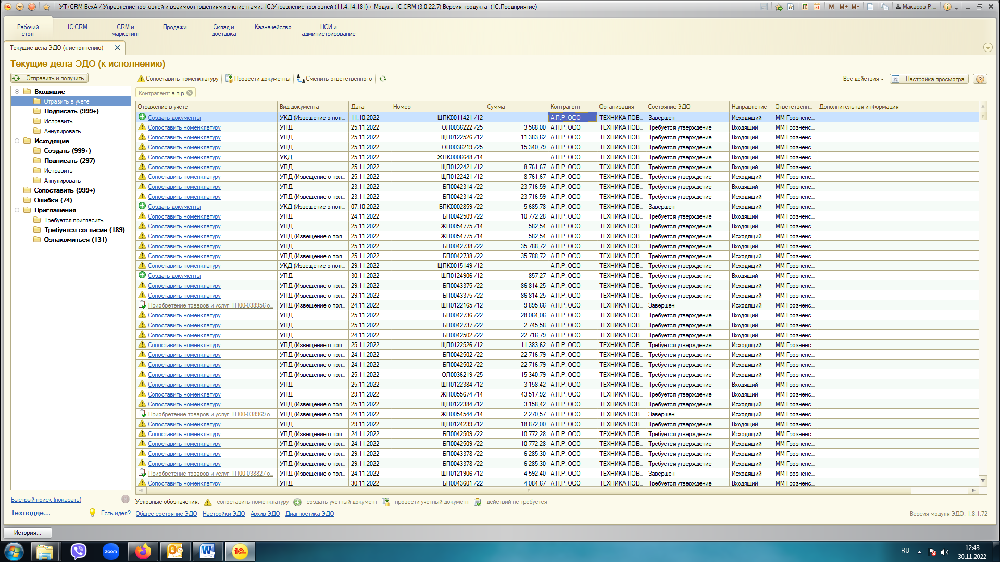 УТ+CRM ВехА / Управление торговлей и взаимоотношениями с клиентами: 1С:Управление торговлей (11.4.14.181) + Модуль 1С:CRM (3.0.22.7) Версия продукта (1С:Предприятие)
M M+ M- Макаров Р...
Рабочий стол
1С:CRM
CRM и маркетинг
Продажи
Склад и доставка
Казначейство
НСИ и администрирование
Текущие дела ЭДО (к исполнению)
Текущие дела ЭДО (к исполнению)
Отправить и получить
Сопоставить номенклатуру Провести документы Сменить ответственного Все действия Настройка просмотра
Контрагент: а.п.р
Входящие
Отразить в учете
Подписать (999+)
Исправить
Аннулировать
Исходящие
Создать (999+)
Подписать (297)
Исправить
Аннулировать
Сопоставить (999+)
Ошибки (74)
Приглашения
Требуется пригласить
Требуется согласие (189)
Ознакомиться (131)
Отражение в учете Вид документа Дата Номер Сумма Контрагент Организация Состояние ЭДО Направление Ответственн... Дополнительная информация
Создать документы УКД (Извещение о пол... 11.10.2022 ЩПК0011421 /12 А.П.Р. ООО ТЕХНИКА ПОВ... Завершен Исходящий ММ Грозненс...
Сопоставить номенклатуру УПД 25.11.2022 ОЛ0036222 /25 3 568,00 А.П.Р. ООО ТЕХНИКА ПОВ... Требуется утверждение Входящий ММ Грозненс...
Сопоставить номенклатуру УПД 25.11.2022 ЩП0122526 /12 11 383,62 А.П.Р. ООО ТЕХНИКА ПОВ... Требуется утверждение Входящий ММ Грозненс...
Сопоставить номенклатуру УПД 25.11.2022 ОЛ0036219 /25 15 340,79 А.П.Р. ООО ТЕХНИКА ПОВ... Требуется утверждение Входящий ММ Грозненс...
Сопоставить номенклатуру УКД 25.11.2022 ЖПК0006648 /14 А.П.Р. ООО ТЕХНИКА ПОВ... Требуется утверждение Входящий ММ Грозненс...
Сопоставить номенклатуру УПД 25.11.2022 ЩП0122421 /12 8 761,67 А.П.Р. ООО ТЕХНИКА ПОВ... Требуется утверждение Входящий ММ Грозненс...
Сопоставить номенклатуру УПД (Извещение о пол... 25.11.2022 ЩП0122421 /12 8 761,67 А.П.Р. ООО ТЕХНИКА ПОВ... Требуется утверждение Исходящий ММ Грозненс...
Сопоставить номенклатуру УПД 23.11.2022 БП0042314 /22 23 716,59 А.П.Р. ООО ТЕХНИКА ПОВ... Требуется утверждение Входящий ММ Грозненс...
Сопоставить номенклатуру УПД (Извещение о пол... 23.11.2022 БП0042314 /22 23 716,59 А.П.Р. ООО ТЕХНИКА ПОВ... Требуется утверждение Исходящий ММ Грозненс...
Создать документы УКД (Извещение о пол... 07.10.2022 БПК0002859 /22 5 685,78 А.П.Р. ООО ТЕХНИКА ПОВ... Завершен Исходящий ММ Грозненс...
Сопоставить номенклатуру УПД 24.11.2022 БП0042509 /22 10 772,28 А.П.Р. ООО ТЕХНИКА ПОВ... Требуется утверждение Входящий ММ Грозненс...
Сопоставить номенклатуру УПД 25.11.2022 ЖП0054775 /14 582,54 А.П.Р. ООО ТЕХНИКА ПОВ... Требуется утверждение Входящий ММ Грозненс...
Сопоставить номенклатуру УПД (Извещение о пол... 25.11.2022 ЖП0054775 /14 582,54 А.П.Р. ООО ТЕХНИКА ПОВ... Требуется утверждение Исходящий ММ Грозненс...
Сопоставить номенклатуру УПД 25.11.2022 БП0042738 /22 35 788,72 А.П.Р. ООО ТЕХНИКА ПОВ... Требуется утверждение Входящий ММ Грозненс...
Сопоставить номенклатуру УПД (Извещение о пол... 25.11.2022 БП0042738 /22 35 788,72 А.П.Р. ООО ТЕХНИКА ПОВ... Требуется утверждение Исходящий ММ Грозненс...
Сопоставить номенклатуру УКД (Извещение о пол... 29.11.2022 ЩПК0015149 /12 А.П.Р. ООО ТЕХНИКА ПОВ... Требуется утверждение Исходящий ММ Грозненс...
Создать документы УПД 30.11.2022 ЩП0124906 /12 857,27 А.П.Р. ООО ТЕХНИКА ПОВ... Требуется утверждение Входящий ММ Грозненс...
Сопоставить номенклатуру УПД (Извещение о пол... 29.11.2022 БП0043375 /22 86 814,25 А.П.Р. ООО ТЕХНИКА ПОВ... Требуется утверждение Исходящий ММ Грозненс...
Сопоставить номенклатуру УПД (Извещение о пол... 29.11.2022 БП0043375 /22 86 814,25 А.П.Р. ООО ТЕХНИКА ПОВ... Требуется утверждение Исходящий ММ Грозненс...
Приобретение товаров и услуг ТП00-038956 о... УПД (Извещение о пол... 24.11.2022 ЩП0122165 /12 9 895,66 А.П.Р. ООО ТЕХНИКА ПОВ... Завершен Исходящий ММ Грозненс...
Сопоставить номенклатуру УПД 25.11.2022 БП0042736 /22 28 064,06 А.П.Р. ООО ТЕХНИКА ПОВ... Требуется утверждение Входящий ММ Грозненс...
Сопоставить номенклатуру УПД 25.11.2022 БП0042737 /22 2 745,58 А.П.Р. ООО ТЕХНИКА ПОВ... Требуется утверждение Входящий ММ Грозненс...
Сопоставить номенклатуру УПД 24.11.2022 БП0042502 /22 22 716,79 А.П.Р. ООО ТЕХНИКА ПОВ... Требуется утверждение Входящий ММ Грозненс...
Сопоставить номенклатуру УПД (Извещение о пол... 25.11.2022 ЩП0122526 /12 11 383,62 А.П.Р. ООО ТЕХНИКА ПОВ... Требуется утверждение Исходящий ММ Грозненс...
Сопоставить номенклатуру УПД (Извещение о пол... 24.11.2022 БП0042502 /22 22 716,79 А.П.Р. ООО ТЕХНИКА ПОВ... Требуется утверждение Исходящий ММ Грозненс...
Сопоставить номенклатуру УПД (Извещение о пол... 24.11.2022 БП0042502 /22 22 716,79 А.П.Р. ООО ТЕХНИКА ПОВ... Требуется утверждение Исходящий ММ Грозненс...
Сопоставить номенклатуру УПД (Извещение о пол... 25.11.2022 ОЛ0036219 /25 15 340,79 А.П.Р. ООО ТЕХНИКА ПОВ... Требуется утверждение Исходящий ММ Грозненс...
Сопоставить номенклатуру УПД 25.11.2022 ЩП0122384 /12 3 158,42 А.П.Р. ООО ТЕХНИКА ПОВ... Требуется утверждение Входящий ММ Грозненс...
Сопоставить номенклатуру УПД 29.11.2022 ЖП0055674 /14 43 517,92 А.П.Р. ООО ТЕХНИКА ПОВ... Требуется утверждение Входящий ММ Грозненс...
Сопоставить номенклатуру УПД (Извещение о пол... 25.11.2022 ЩП0122384 /12 3 158,42 А.П.Р. ООО ТЕХНИКА ПОВ... Требуется утверждение Исходящий ММ Грозненс...
Приобретение товаров и услуг ТП00-038969 о... УПД (Извещение о пол... 24.11.2022 ЖП0054544 /14 2 270,57 А.П.Р. ООО ТЕХНИКА ПОВ... Завершен Исходящий ММ Грозненс...
Сопоставить номенклатуру УПД 29.11.2022 ЩП0124239 /12 18 872,00 А.П.Р. ООО ТЕХНИКА ПОВ... Требуется утверждение Входящий ММ Грозненс...
Сопоставить номенклатуру УПД (Извещение о пол... 24.11.2022 БП0042509 /22 10 772,28 А.П.Р. ООО ТЕХНИКА ПОВ... Требуется утверждение Исходящий ММ Грозненс...
Сопоставить номенклатуру УПД (Извещение о пол... 24.11.2022 БП0042509 /22 10 772,28 А.П.Р. ООО ТЕХНИКА ПОВ... Требуется утверждение Исходящий ММ Грозненс...
Сопоставить номенклатуру УПД (Извещение о пол... 29.11.2022 БП0043378 /22 6 285,30 А.П.Р. ООО ТЕХНИКА ПОВ... Требуется утверждение Исходящий ММ Грозненс...
Сопоставить номенклатуру УПД (Извещение о пол... 29.11.2022 БП0043378 /22 6 285,30 А.П.Р. ООО ТЕХНИКА ПОВ... Требуется утверждение Исходящий ММ Грозненс...
Приобретение товаров и услуг ТП00-038827 о... УПД (Извещение о пол... 24.11.2022 ЩП0121906 /12 4 592,40 А.П.Р. ООО ТЕХНИКА ПОВ... Завершен Исходящий ММ Грозненс...
Сопоставить номенклатуру УПД 30.11.2022 БП0043601 /22 4 084,67 А.П.Р. ООО ТЕХНИКА ПОВ... Требуется утверждение Входящий ММ Грозненс...
Быстрый поиск (показать)
Условные обозначения: - сопоставить номенклатуру - создать учетный документ - провести учетный документ - действий не требуется
Техподде... Есть идея? Общее состояние ЭДО Настройки ЭДО Архив ЭДО Диагностика ЭДО Версия модуля ЭДО: 1.8.1.72
История...
zoom
RU
12:43
30.11.2022